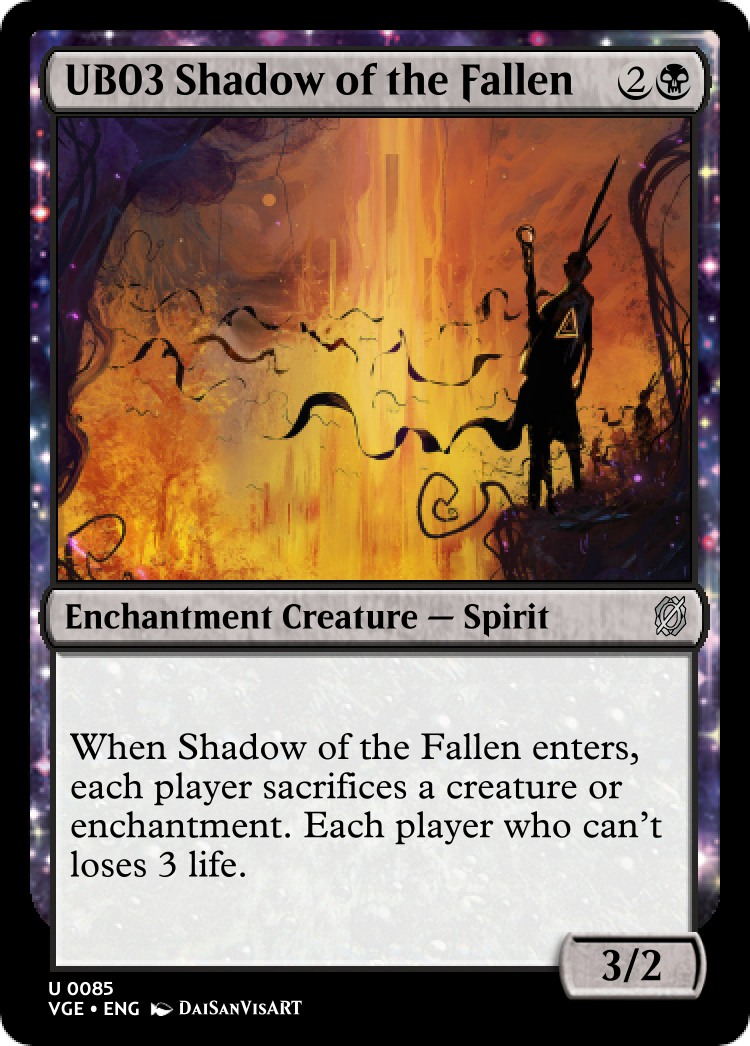 UB03 Shadow of the Fallen 2
Enchantment Creature — Spirit
When Shadow of the Fallen enters,
each player sacrifices a creature or
enchantment. Each player who can't
loses 3 life.
3/2
U 0085
VGE • ENG DaiSanVisART